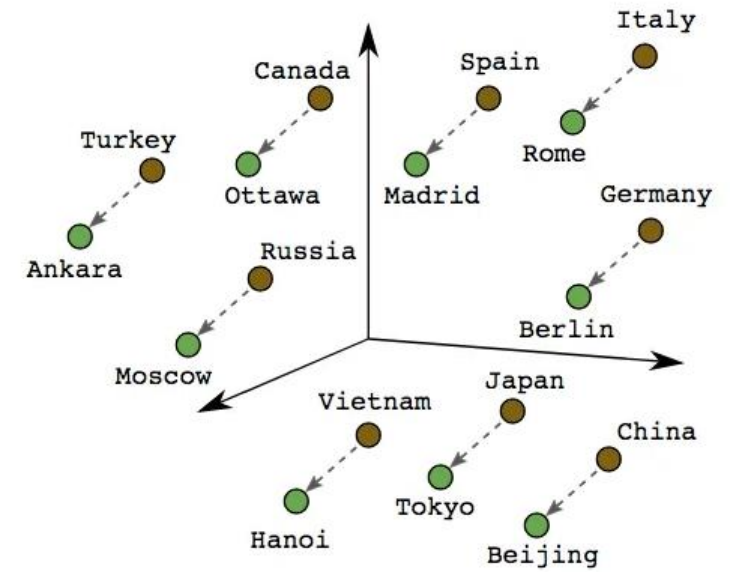 Italy
Canada
Spain
Turkey
Rome
Ottawa
Madrid
Germany
Ankara
Russia
Berlin
Moscow
Japan
Vietnam
China
Tokyo
Hanoi
Beijing